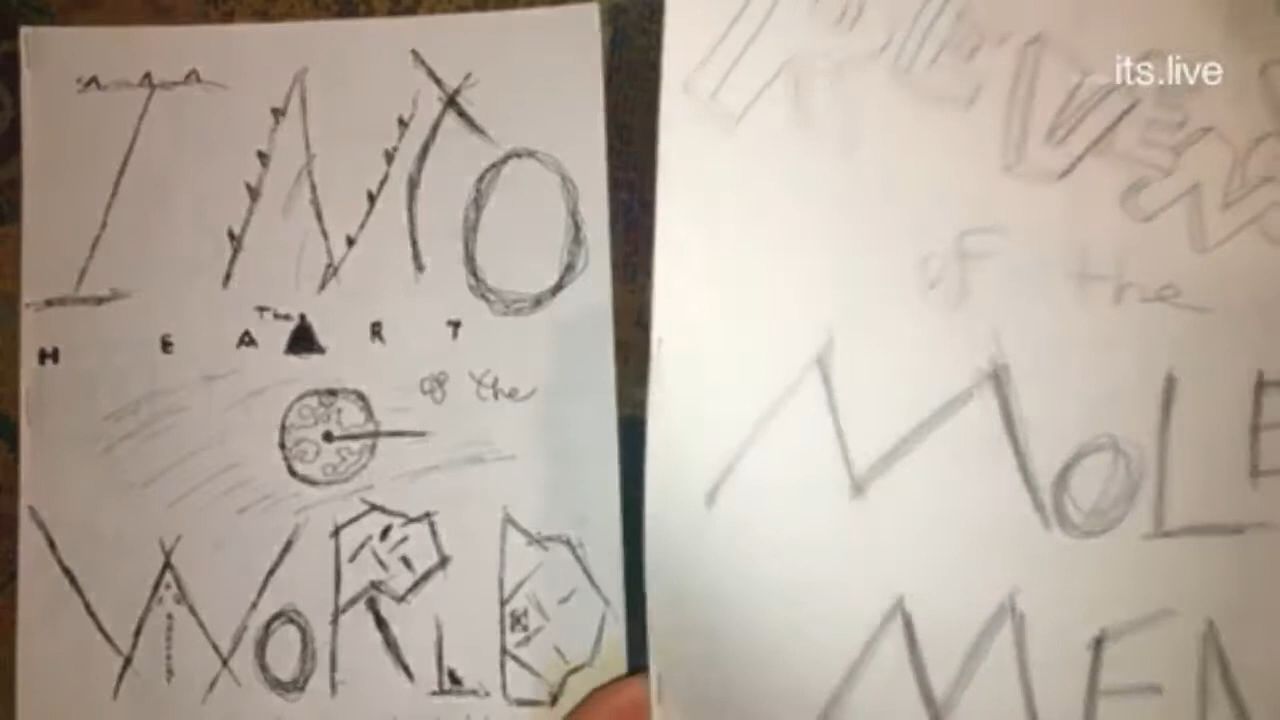 its.live
INTO
The
HEART
of the
WORLD
of the
MOLE
MEN